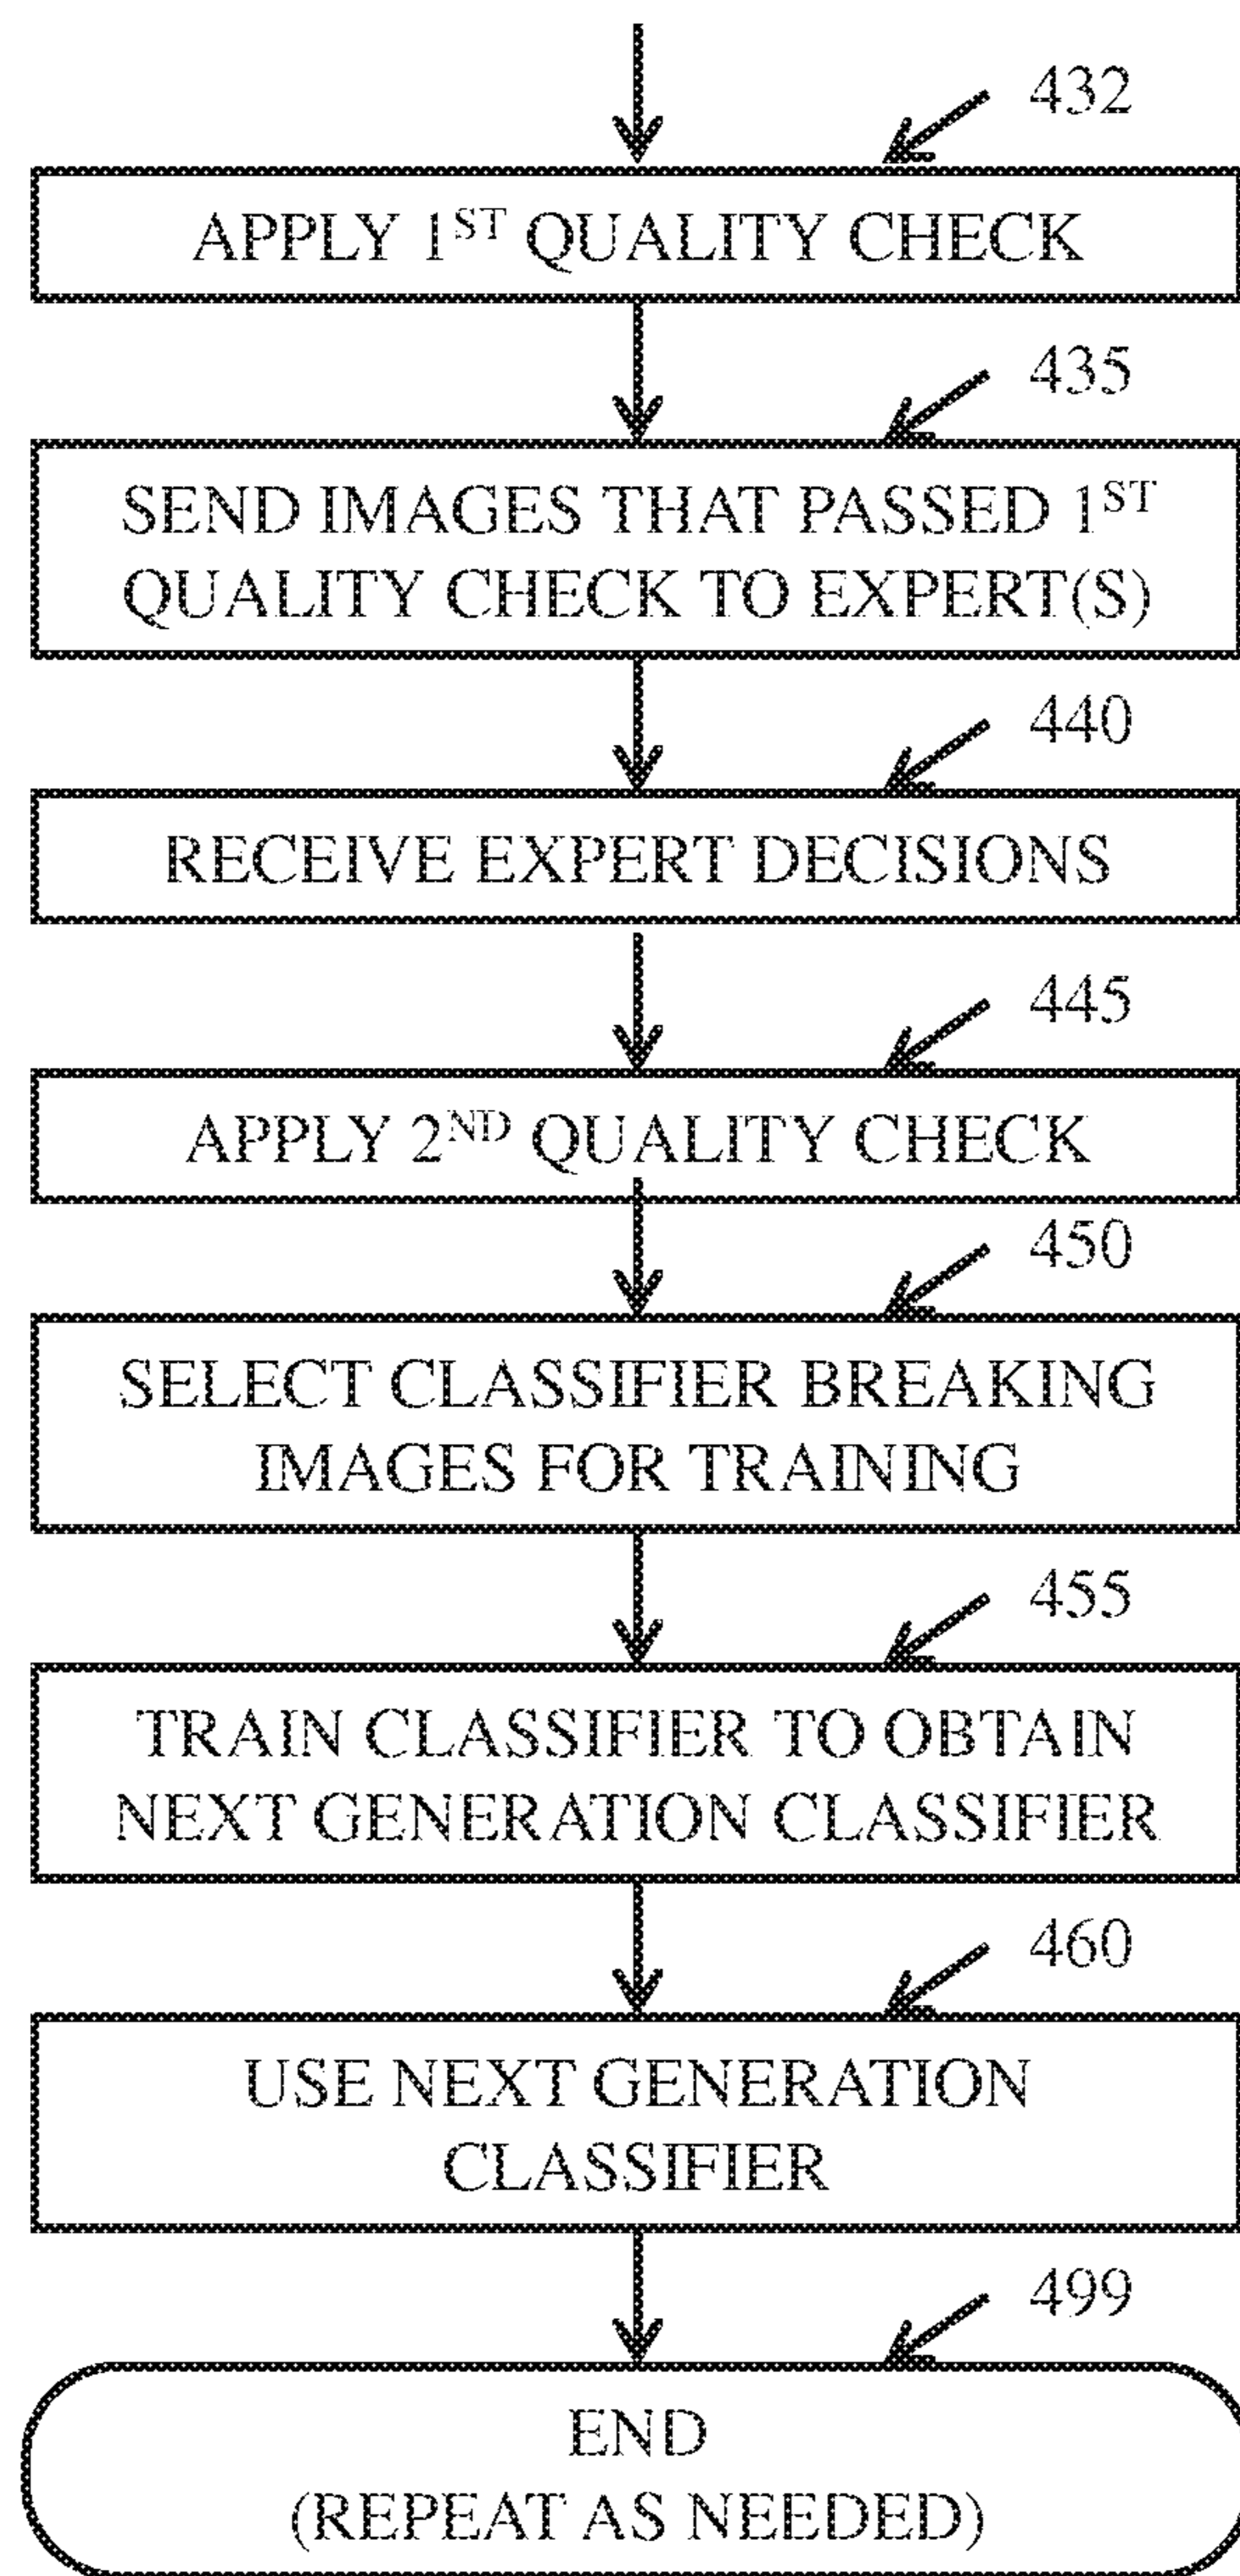 432
APPLY 1ST QUALITY CHECK
435
SEND IMAGES THAT PASSED 1ST
QUALITY CHECK TO EXPERT(S)
440
RECEIVE EXPERT DECISIONS
445
APPLY 2ND QUALITY CHECK
450
SELECT CLASSIFIER BREAKING
IMAGES FOR TRAINING
455
TRAIN CLASSIFIER TO OBTAIN
NEXT GENERATION CLASSIFIER
460
USE NEXT GENERATION
CLASSIFIER
499
END
(REPEAT AS NEEDED)